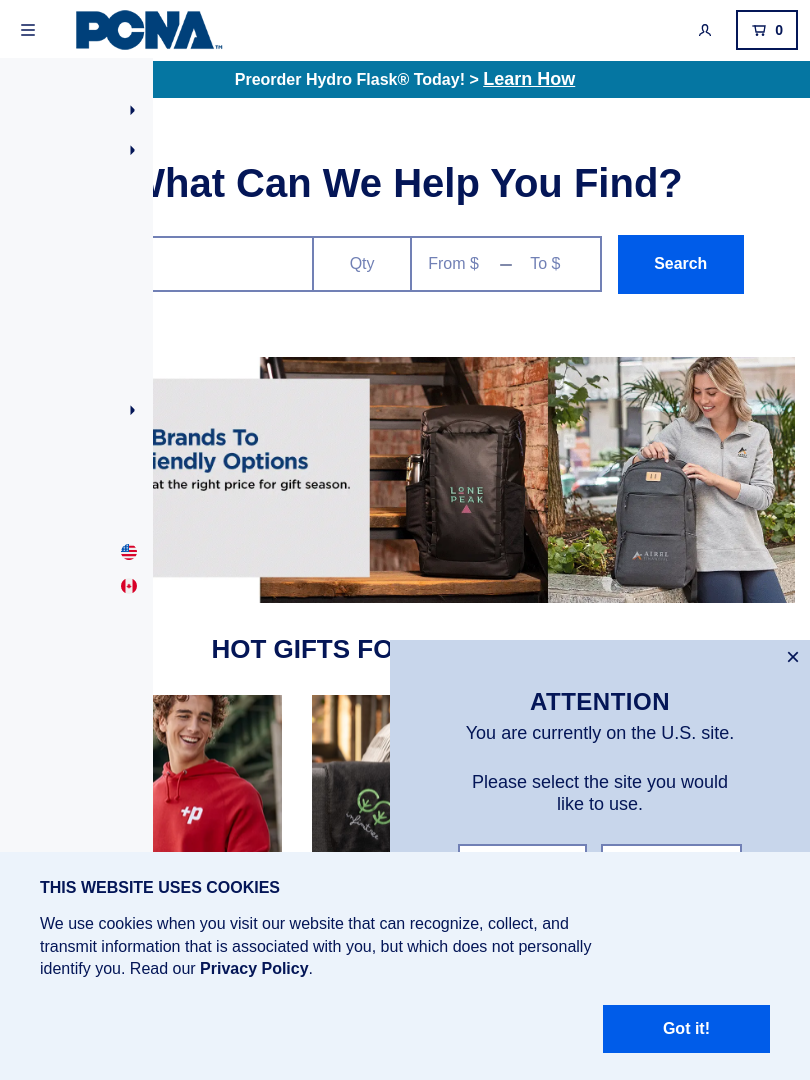 PCNA™
0
Preorder Hydro Flask® Today! > Learn How
What Can We Help You Find?
Qty
From $
To $
Search
Brands To
iendly Options
at the right price for gift season.
LONE
PEAK
HOT GIFTS FO
+p
ATTENTION
You are currently on the U.S. site.
Please select the site you would
like to use.
THIS WEBSITE USES COOKIES
We use cookies when you visit our website that can recognize, collect, and
transmit information that is associated with you, but which does not personally
identify you. Read our Privacy Policy.
Got it!